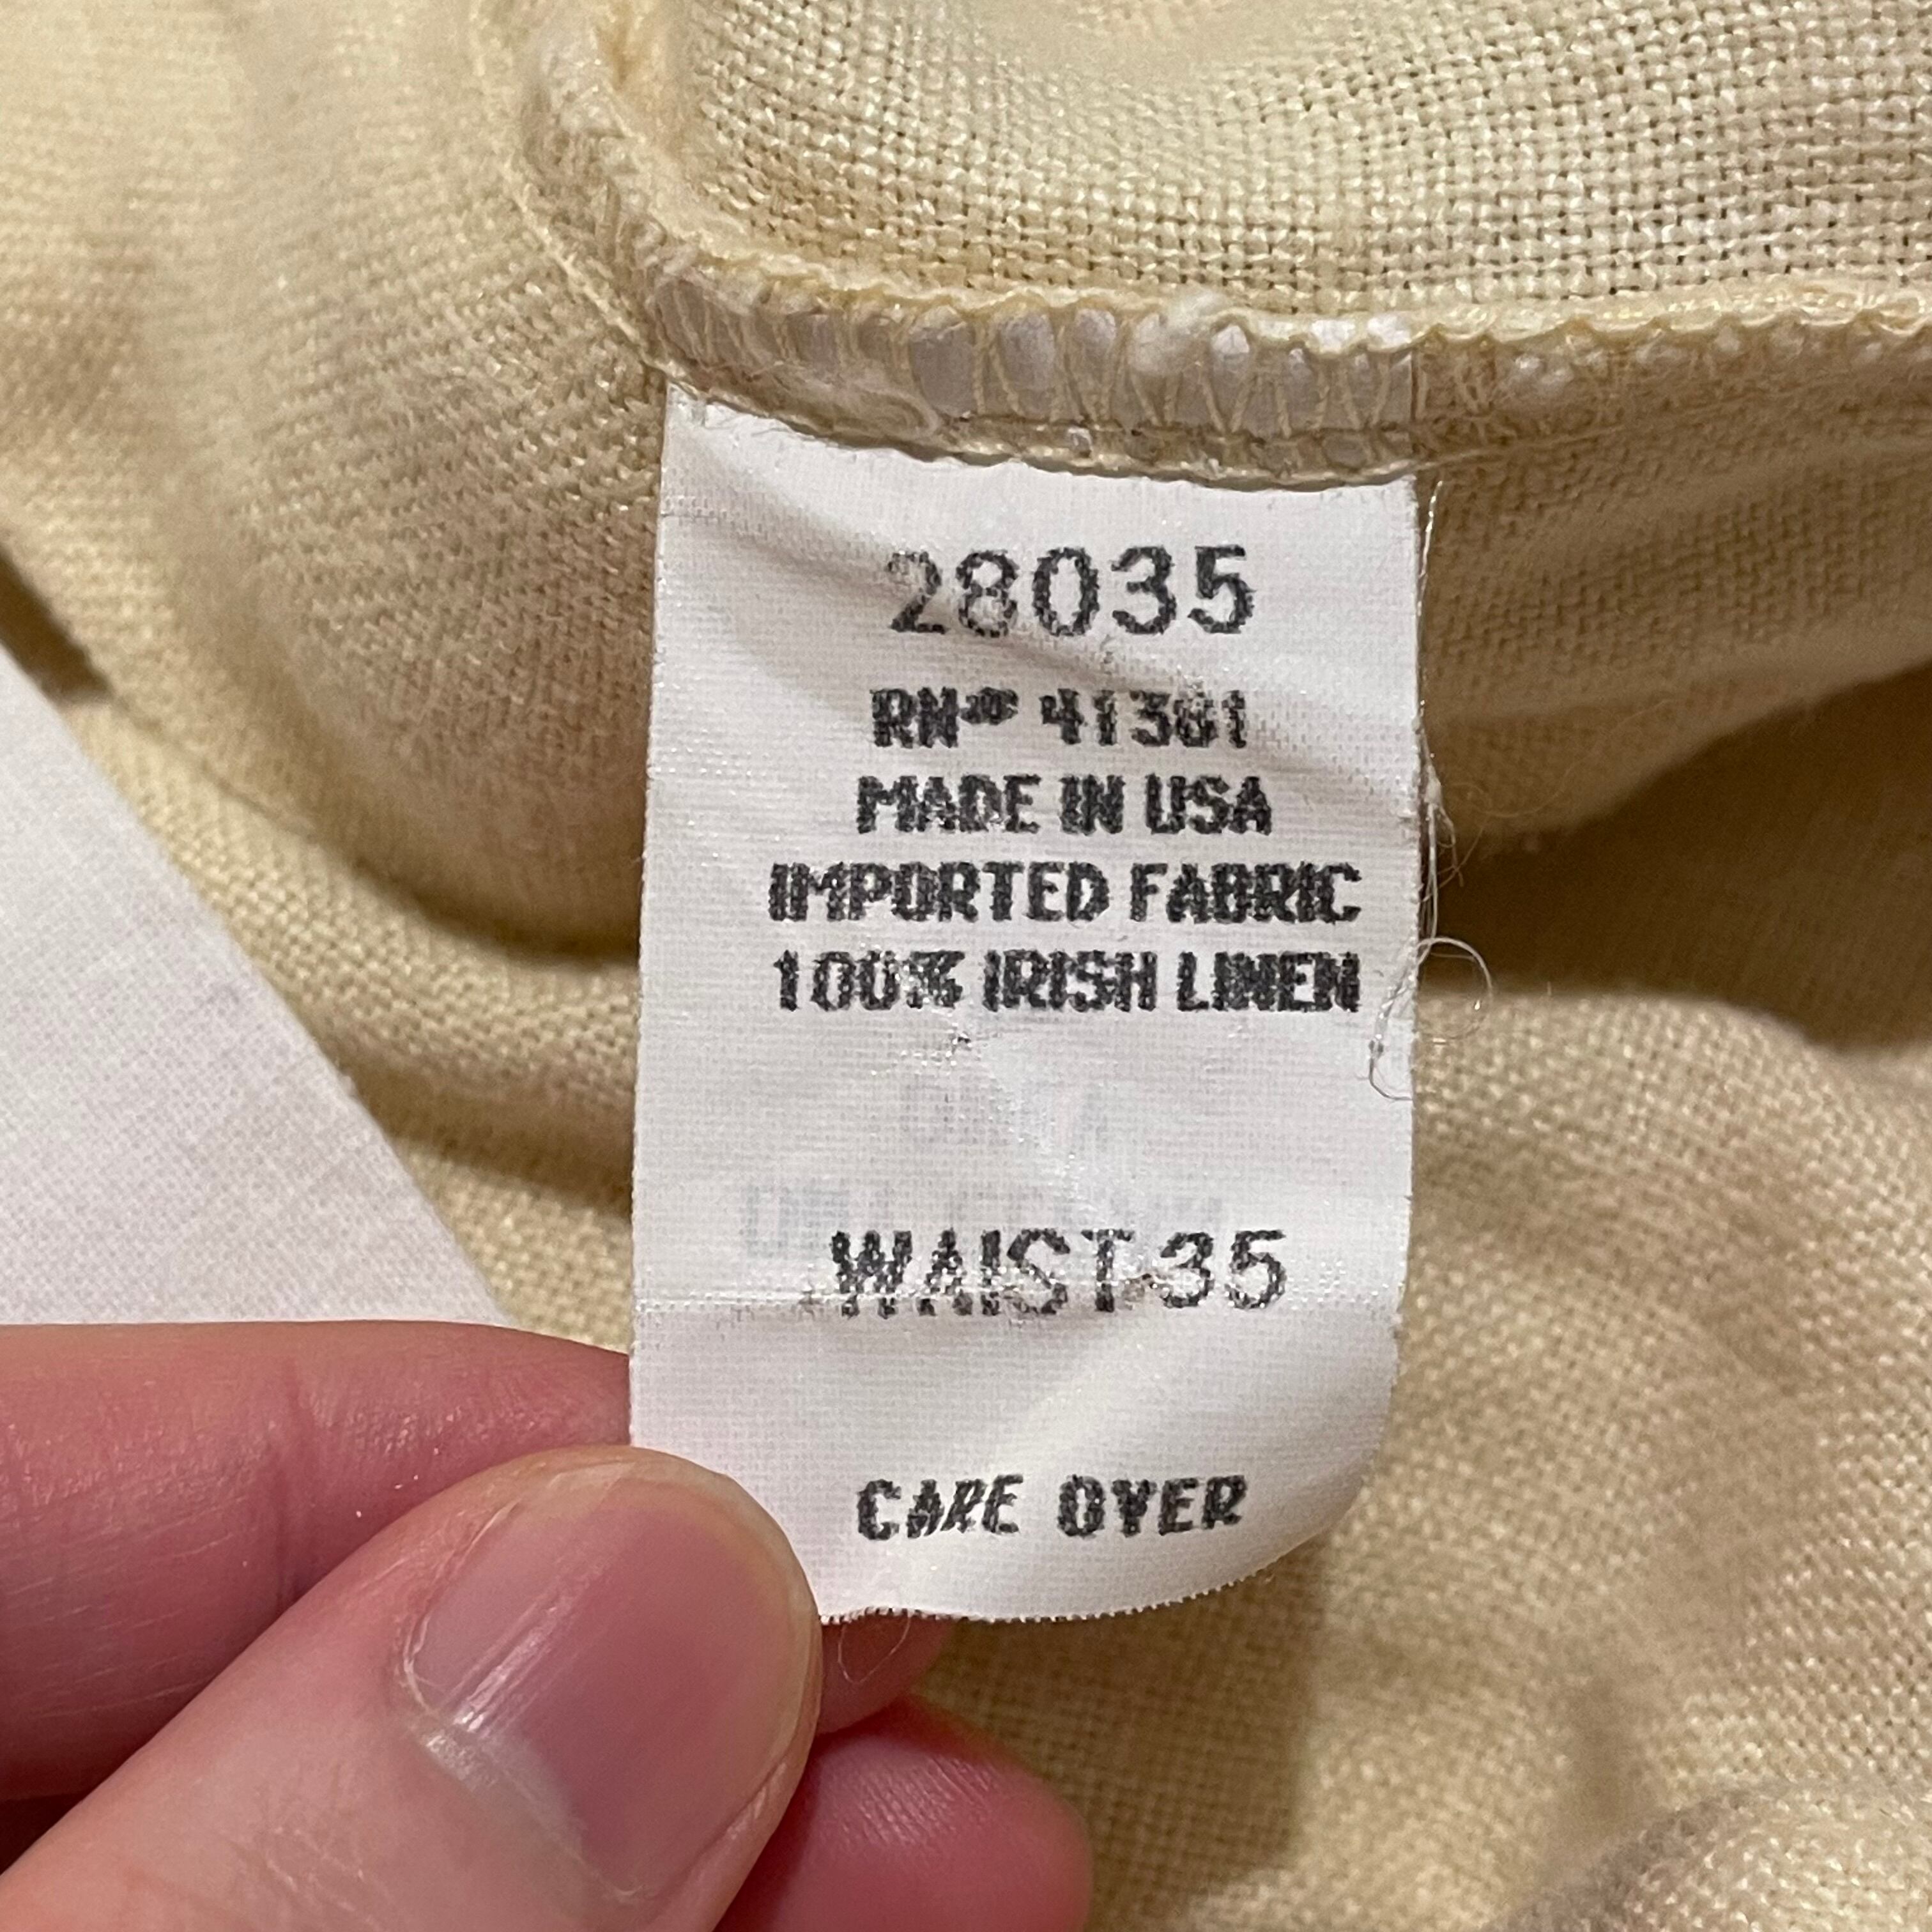 28035
RN# 41381
MADE IN USA
IMPORTED FABRIC
100% IRISH LINEN
WAIST-35
CARE OVER